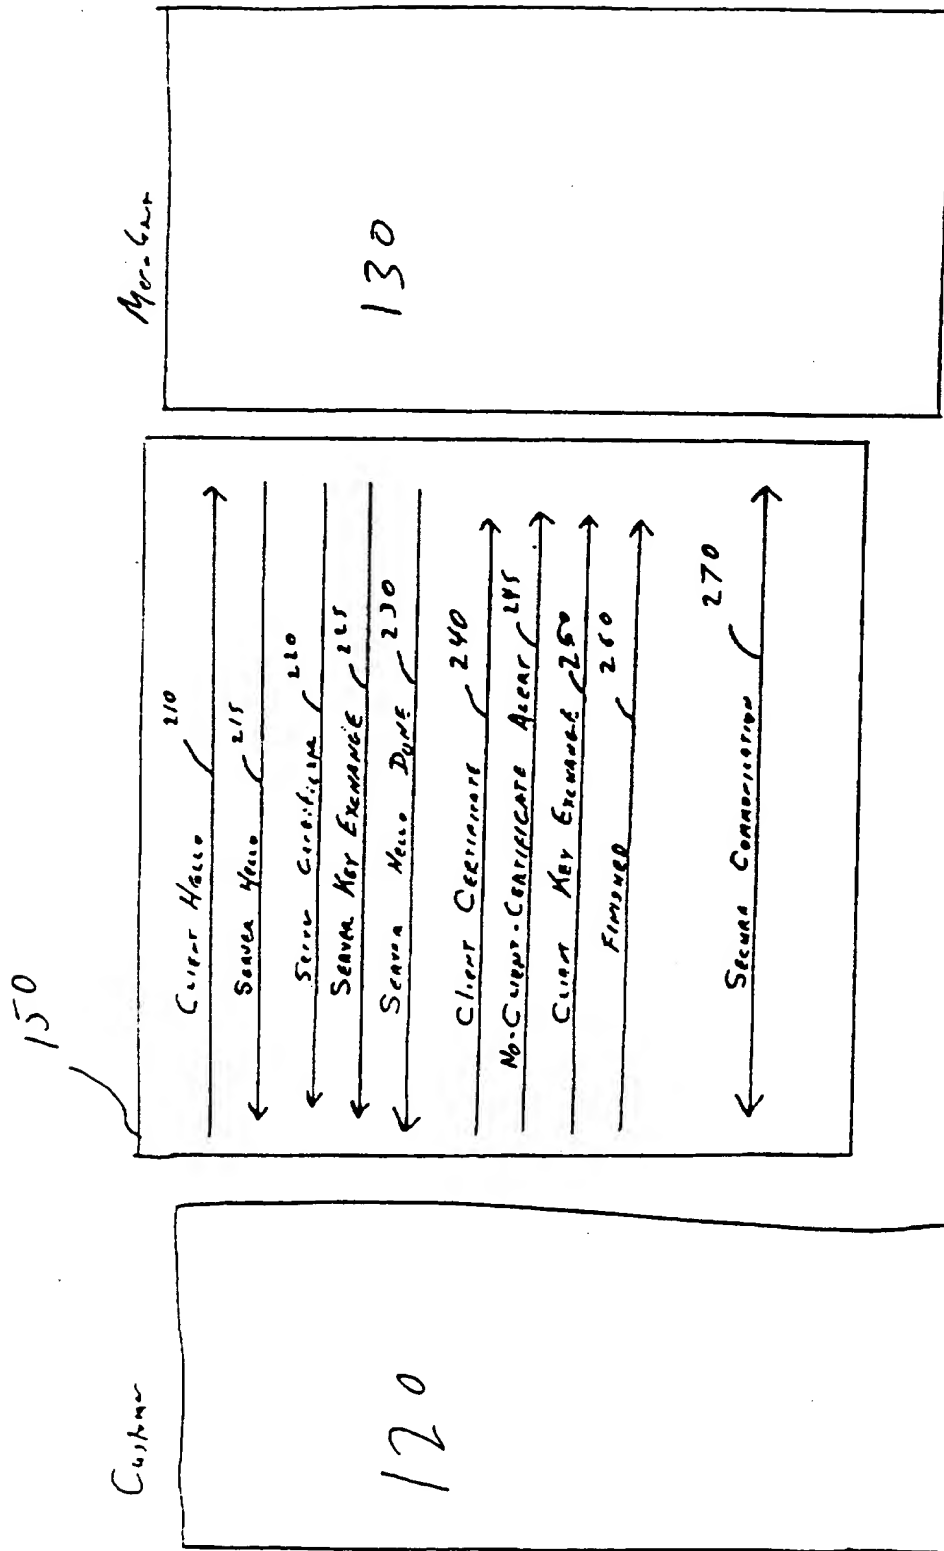 150
Customer
120
Merchant
130
Client Hello 210
Server Hello 215
Server Certificate 220
Server Key Exchange 225
Server Hello Done 230
Client Certificate 240
No-Client-Certificate Alert 245
Client Key Exchange 250
Finished 260
Secure Communication 270